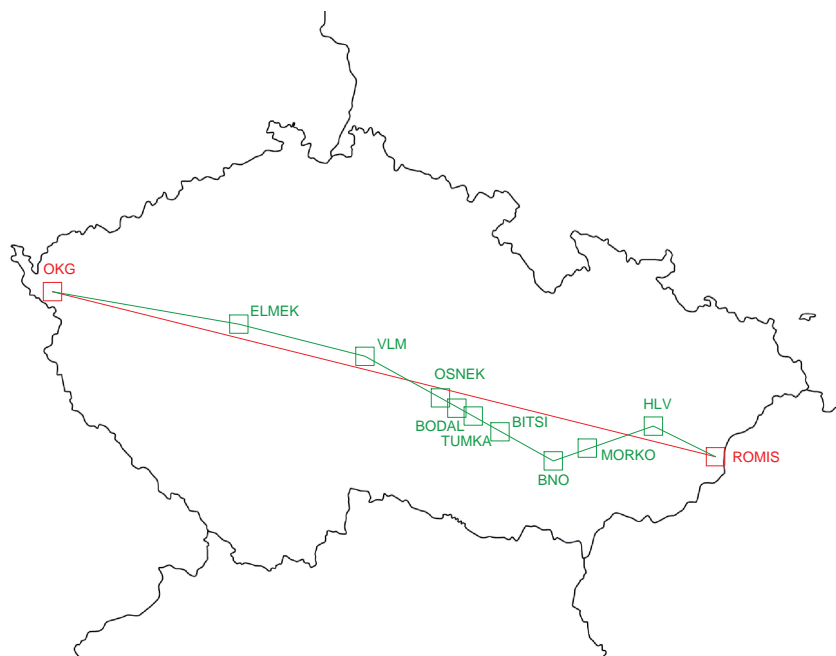 OKG
ELMEK
VLM
OSNEK
BODAL
TUMKA
BITSI
BNO
MORKO
HLV
ROMIS